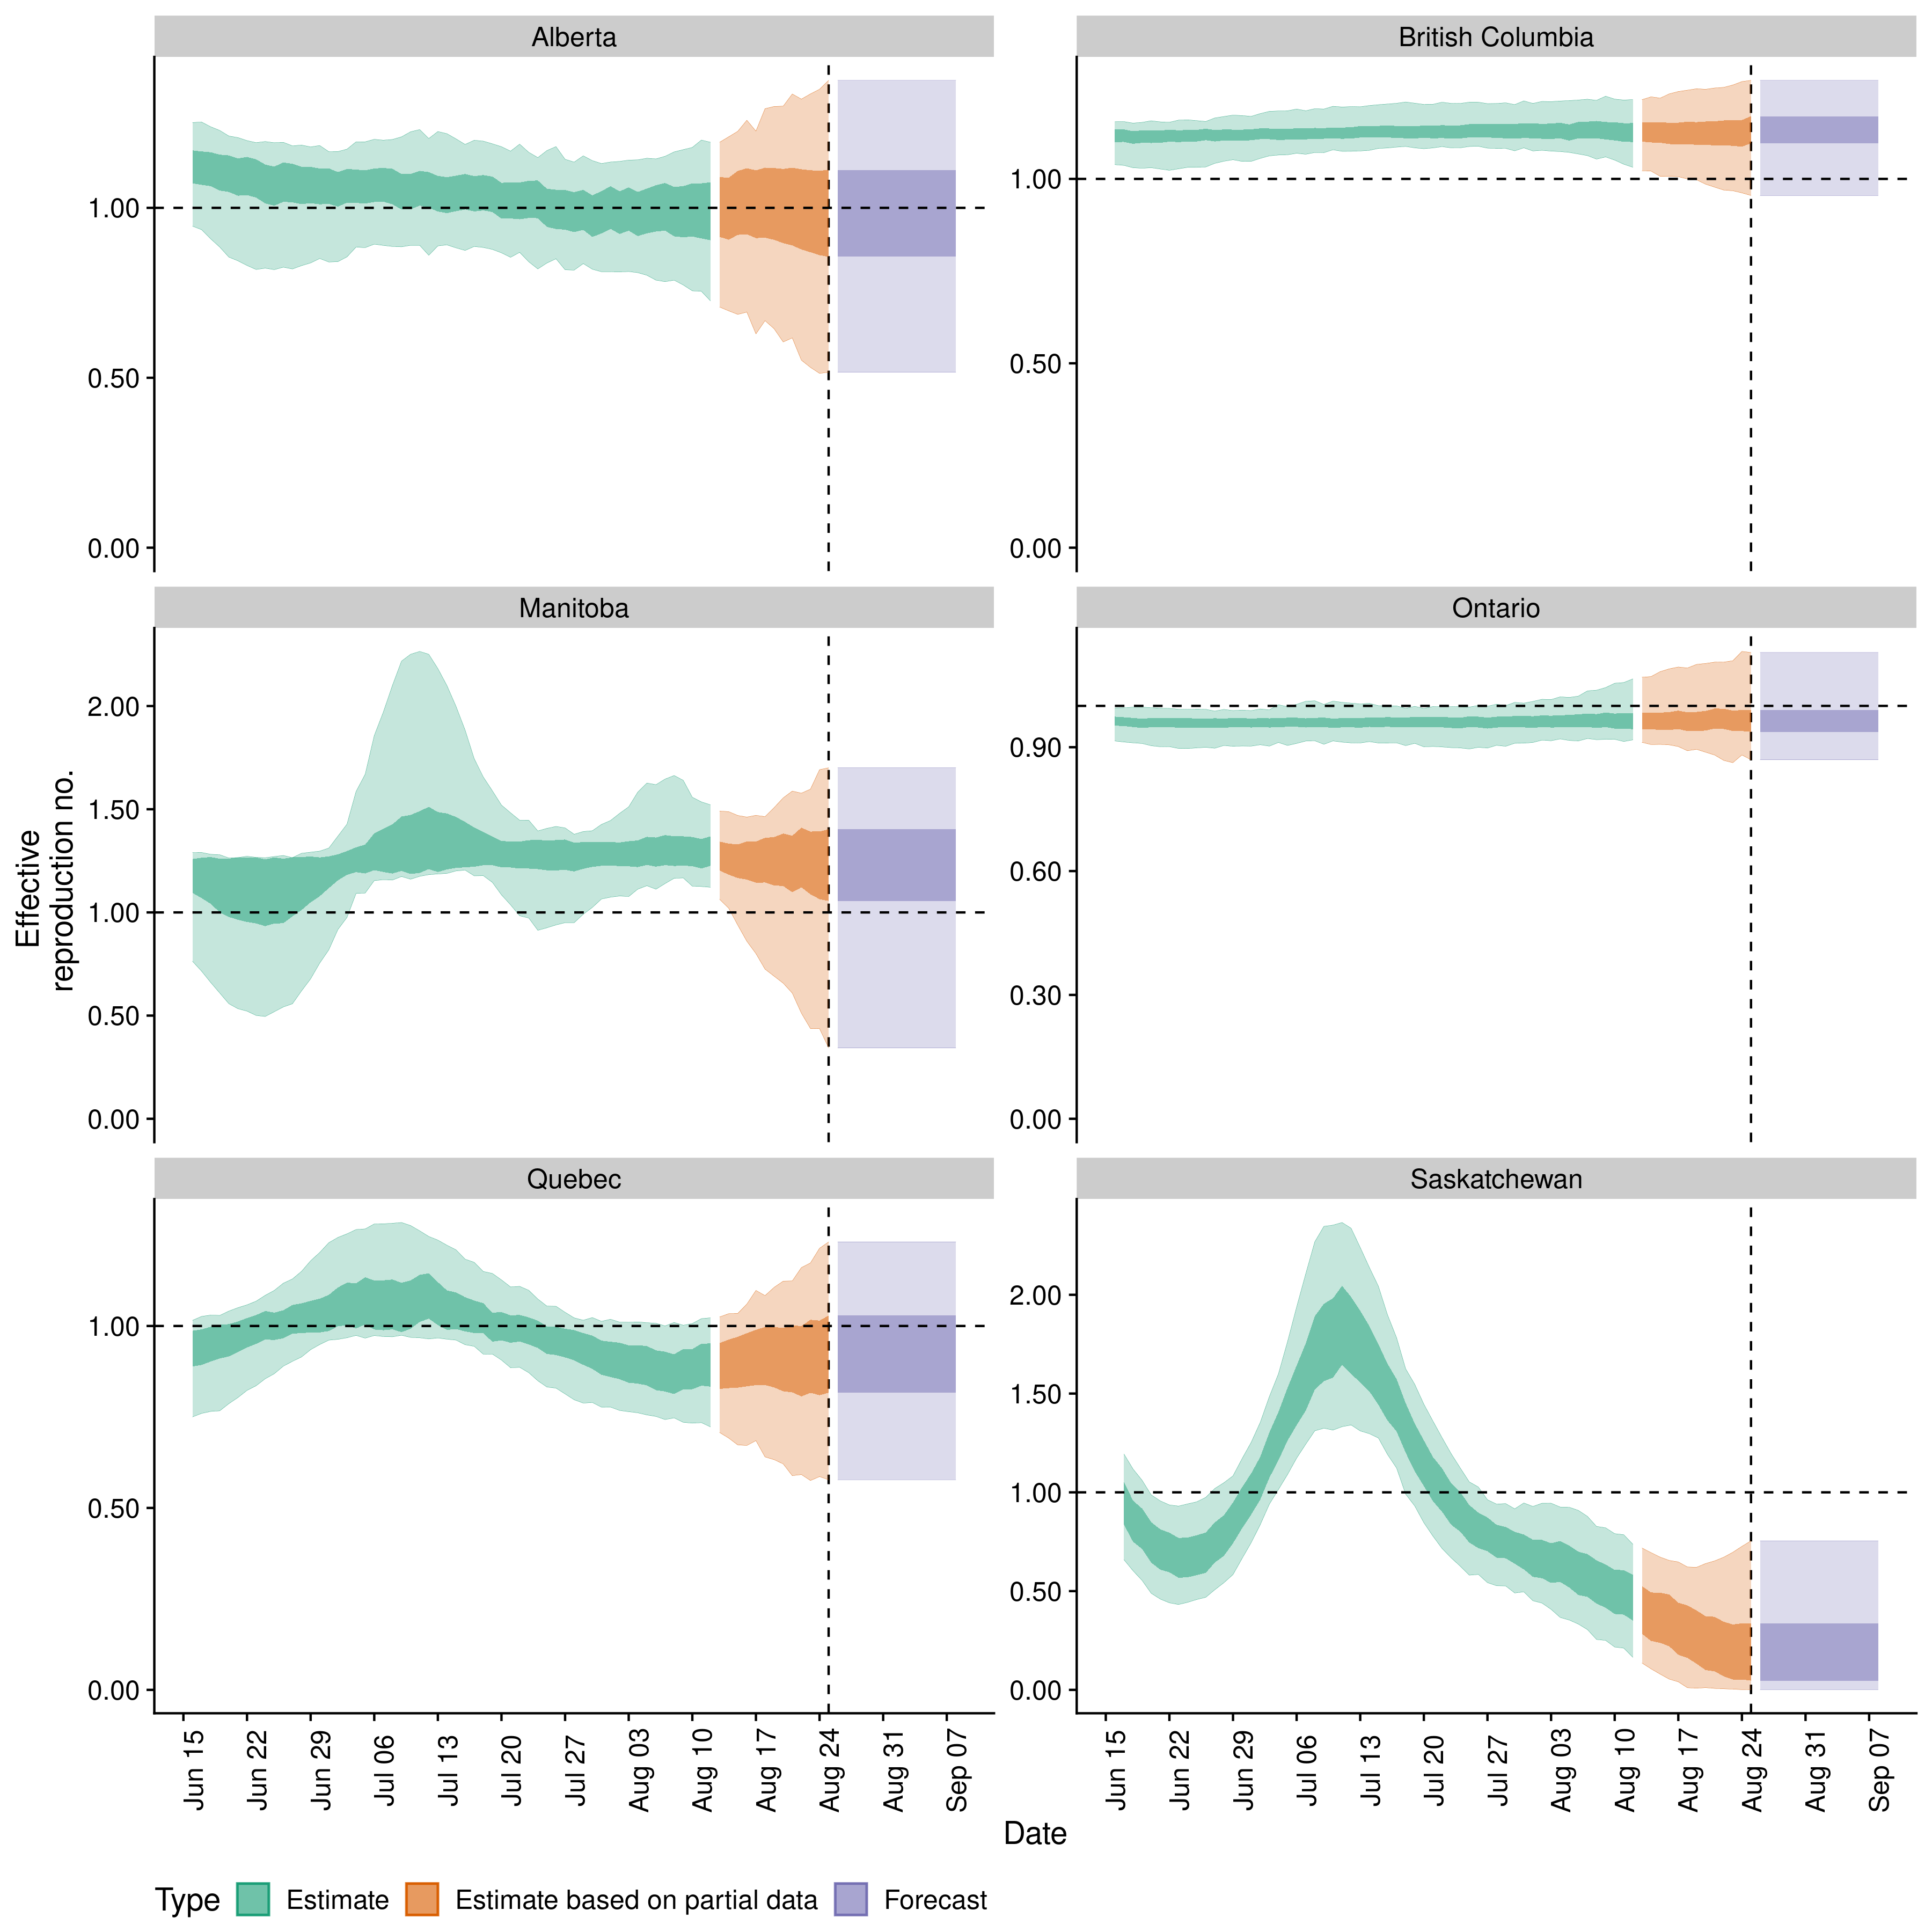 Alberta
British Columbia
1.00
0.50
0.00
1.00
0.50
0.00
Manitoba
Ontario
2.00
1.50
1.00
0.50
0.00
0.90
0.60
0.30
0.00
Effective
reproduction no.
Quebec
Saskatchewan
1.00
0.50
0.00
2.00
1.50
1.00
0.50
0.00
Jun 15 Jun 22 Jun 29 Jul 06 Jul 13 Jul 20 Jul 27 Aug 03 Aug 10 Aug 17 Aug 24 Aug 31 Sep 07
Jun 15 Jun 22 Jun 29 Jul 06 Jul 13 Jul 20 Jul 27 Aug 03 Aug 10 Aug 17 Aug 24 Aug 31 Sep 07
Date
Type Estimate Estimate based on partial data Forecast